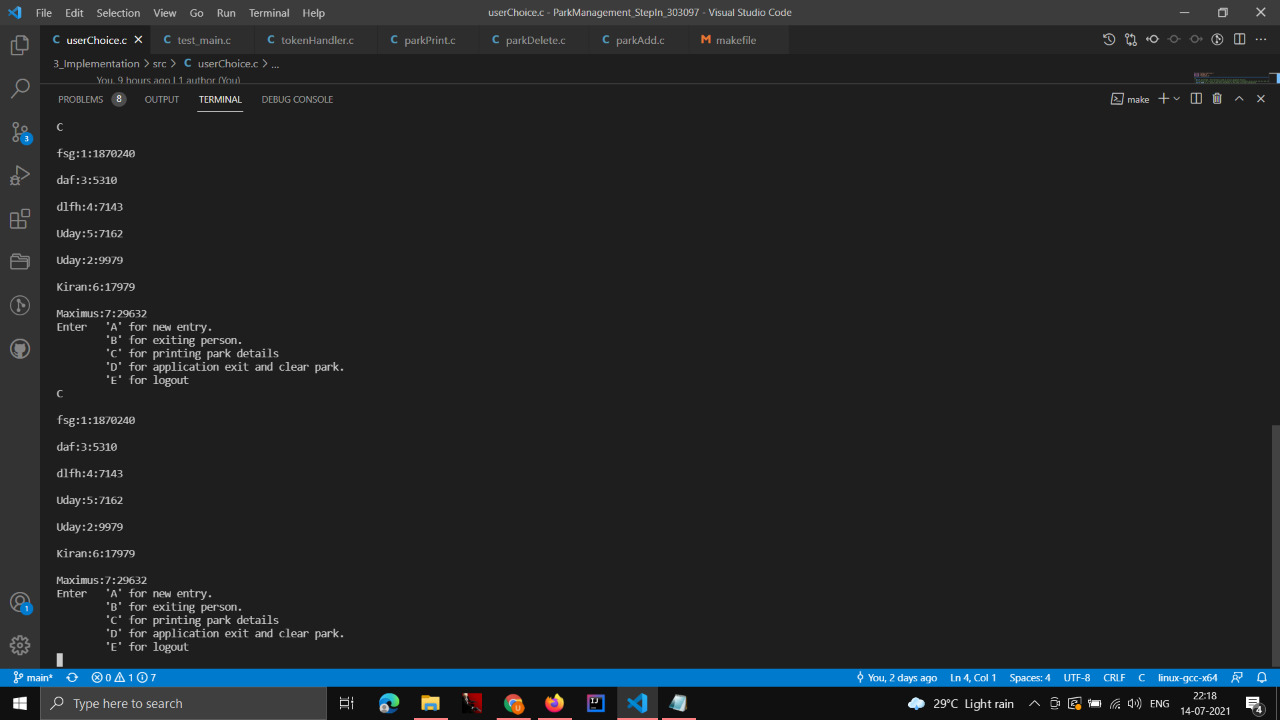 File Edit Selection View Go Run Terminal Help userChoice.c - ParkManagement_StepIn_303097 - Visual Studio Code
C userChoice.c C test_main.c C tokenHandler.c C parkPrint.c C parkDelete.c C parkAdd.c M makefile
3_Implementation > src > C userChoice.c > ...
You, 9 hours ago | 1 author (You)
PROBLEMS 8 OUTPUT TERMINAL DEBUG CONSOLE make
C
fsg:1:1870240
daf:3:5310
dlfh:4:7143
Uday:5:7162
Uday:2:9979
Kiran:6:17979
Maximus:7:29632
Enter 'A' for new entry.
'B' for exiting person.
'C' for printing park details
'D' for application exit and clear park.
'E' for logout
C
fsg:1:1870240
daf:3:5310
dlfh:4:7143
Uday:5:7162
Uday:2:9979
Kiran:6:17979
Maximus:7:29632
Enter 'A' for new entry.
'B' for exiting person.
'C' for printing park details
'D' for application exit and clear park.
'E' for logout
3
1
main* 0 1 7 You, 2 days ago Ln 4, Col 1 Spaces: 4 UTF-8 CRLF C linux-gcc-x64
Type here to search 29°C Light rain ENG 22:18
14-07-2021 4